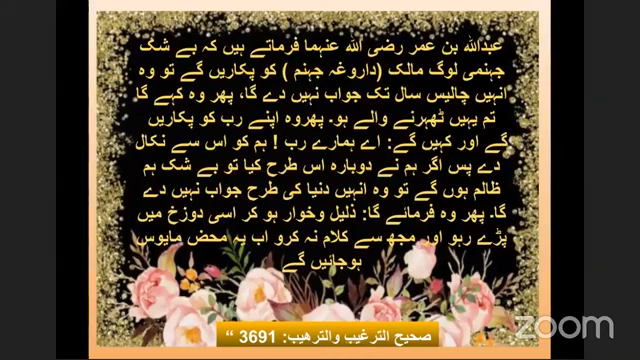 عبداللہ بن عمر رضی اللہ عنہما فرماتے ہیں کہ بے شک
جہنمی لوگ مالک (داروغہ جہنم ) کو پکاریں گے تو وہ
انہیں چالیس سال تک جواب نہیں دے گا، پھر وہ کہے گا
تم یہیں ٹھہرنے والے ہو۔ پھروہ اپنے رب کو پکاریں
گے اور کہیں گے: اے ہمارے رب ! ہم کو اس سے نکال
دے پس اگر ہم نے دوبارہ اس طرح کیا تو بے شک ہم
ظالم ہوں گے تو وہ انہیں دنیا کی طرح جواب نہیں دے
گا۔ پھر وہ فرمائے گا: ذلیل وخوار ہو کر اسی دوزخ میں
پڑے رہو اور مجھ سے کلام نہ کرو اب یہ محض مایوس
ہوجائیں گے
صحیح الترغیب والترھیب: 3691 “
zoom